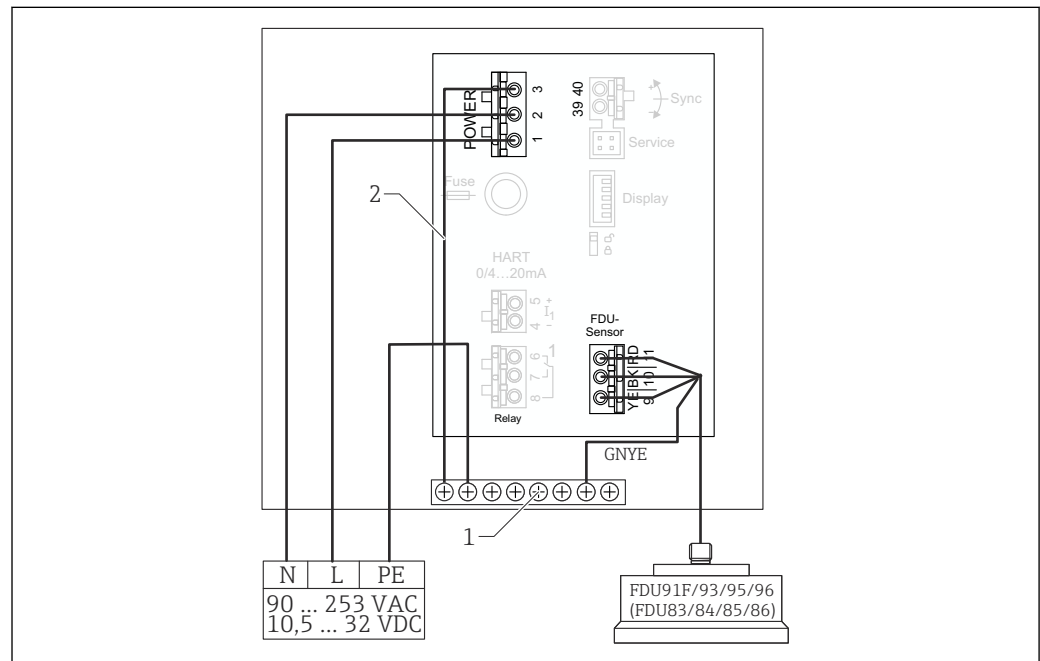 POWER
3
2
1
39 40
+
-
Sync
Service
Fuse
Display
2
HART
0/4...20mA
5 +
4 -
I1
6
7
8
1
Relay
FDU-
Sensor
YE|BK|RD
9 |10| 11
GNYE
1
N L PE
90 ... 253 VAC
10,5 ... 32 VDC
FDU91F/93/95/96
(FDU83/84/85/86)